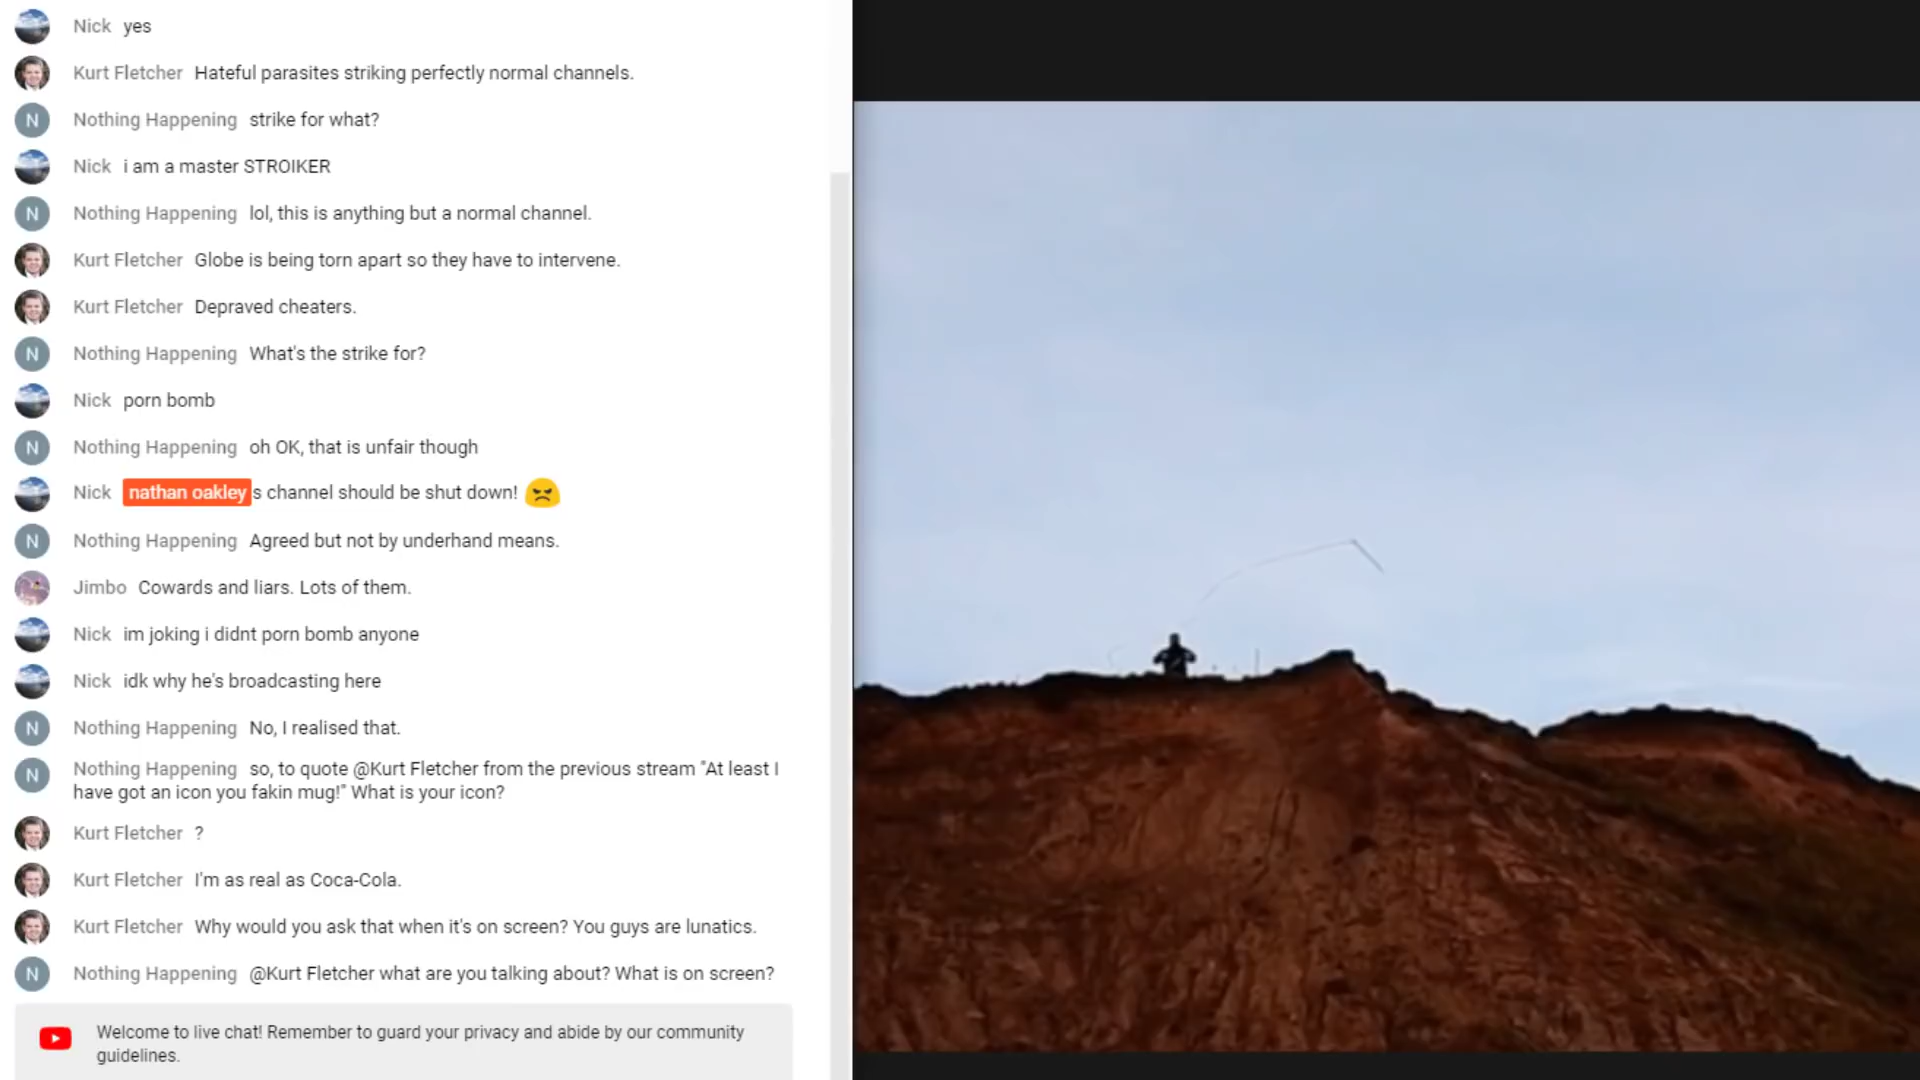 Nick yes
Kurt Fletcher Hateful parasites striking perfectly normal channels.
N Nothing Happening strike for what?
Nick i am a master STROIKER
N Nothing Happening lol, this is anything but a normal channel.
Kurt Fletcher Globe is being torn apart so they have to intervene.
Kurt Fletcher Depraved cheaters.
N Nothing Happening What's the strike for?
Nick porn bomb
N Nothing Happening oh OK, that is unfair though
Nick nathan oakley s channel should be shut down!
N Nothing Happening Agreed but not by underhand means.
Jimbo Cowards and liars. Lots of them.
Nick im joking i didnt porn bomb anyone
Nick idk why he's broadcasting here
N Nothing Happening No, I realised that.
N Nothing Happening so, to quote @Kurt Fletcher from the previous stream "At least I
have got an icon you fakin mug!" What is your icon?
Kurt Fletcher ?
Kurt Fletcher I'm as real as Coca-Cola.
Kurt Fletcher Why would you ask that when it's on screen? You guys are lunatics.
N Nothing Happening @Kurt Fletcher what are you talking about? What is on screen?
Welcome to live chat! Remember to guard your privacy and abide by our community
guidelines.